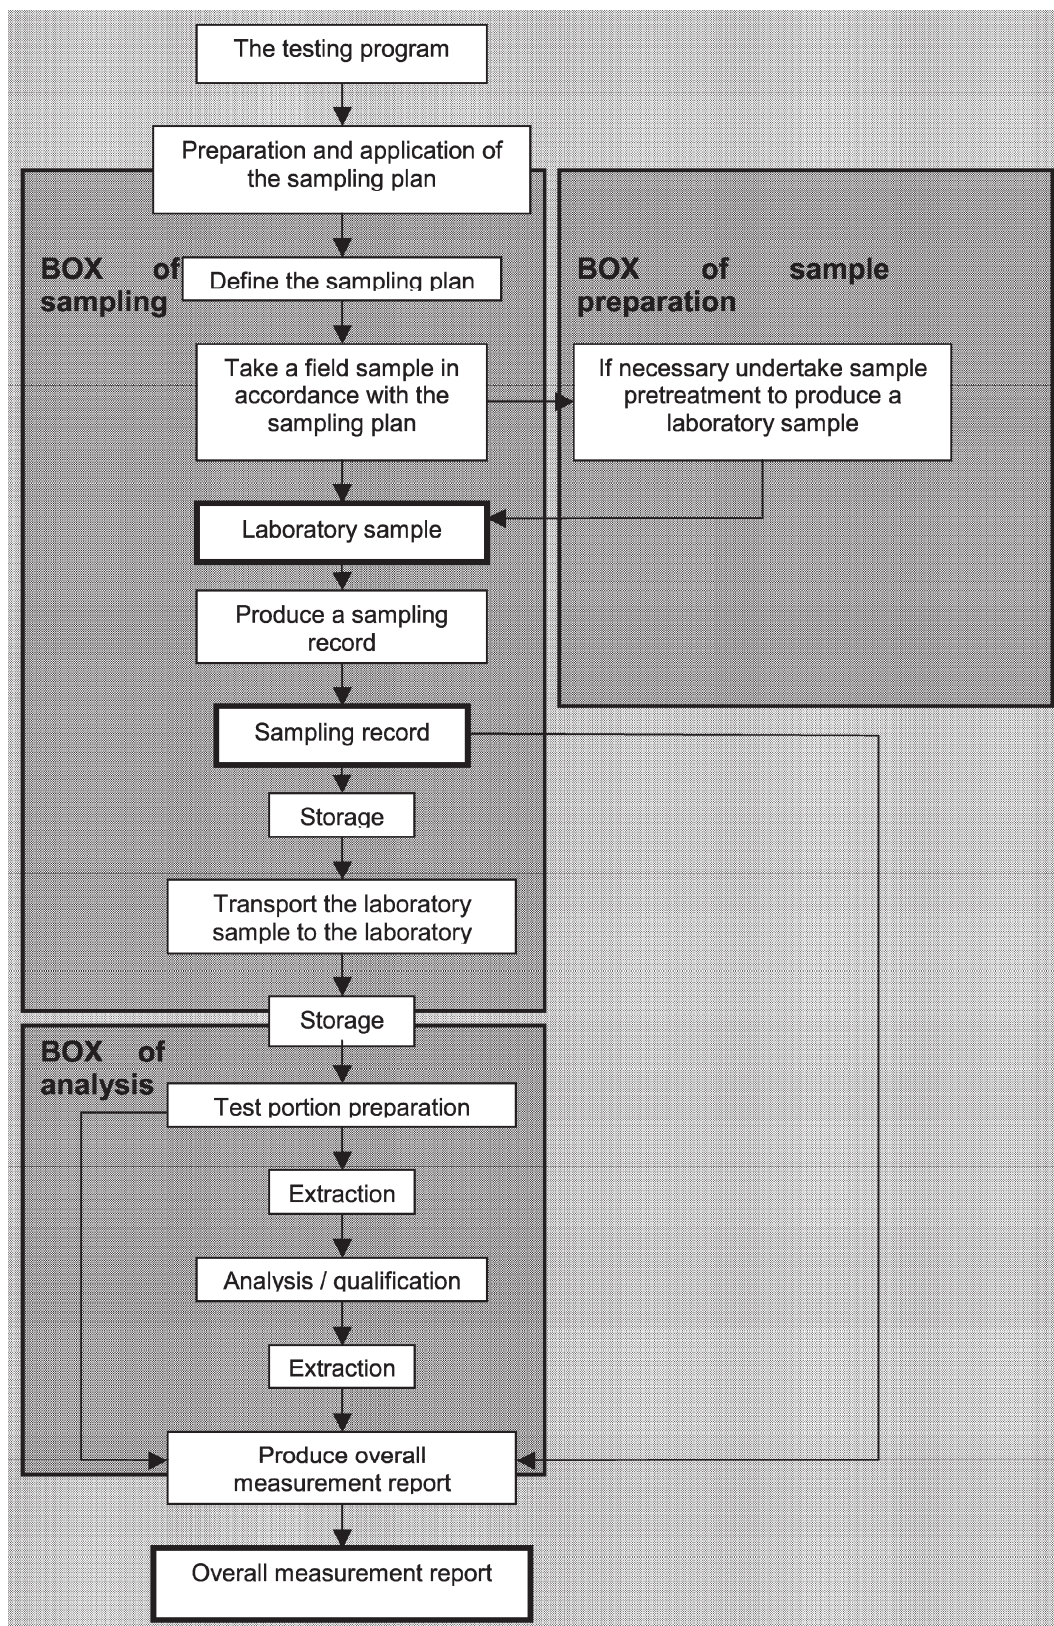 The testing program
Preparation and application of
the sampling plan
BOX of
sampling
Define the sampling plan
BOX of sample
preparation
Take a field sample in
accordance with the
sampling plan
If necessary undertake sample
pretreatment to produce a
laboratory sample
Laboratory sample
Produce a sampling
record
Sampling record
Storage
Transport the laboratory
sample to the laboratory
Storage
BOX of
analysis
Test portion preparation
Extraction
Analysis / qualification
Extraction
Produce overall
measurement report
Overall measurement report